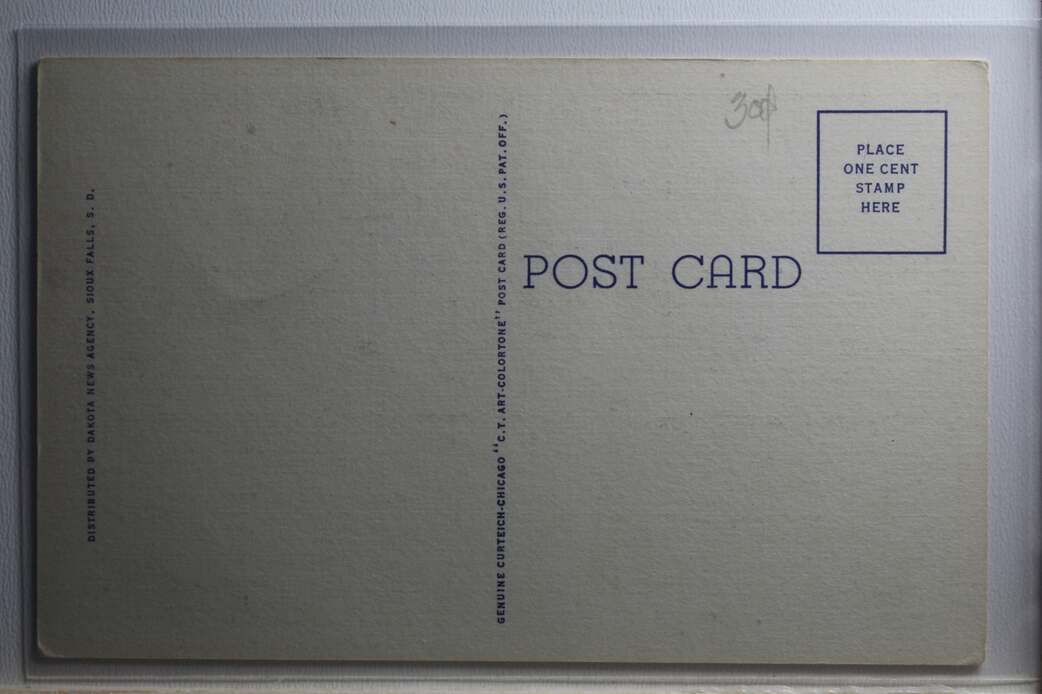 DISTRIBUTED BY DAKOTA NEWS AGENCY, SIOUX FALLS, S. D.
GENUINE CURTEICH-CHICAGO "C.T. ART-COLORTONE" POST CARD (REG. U.S. PAT. OFF.)
30¢
PLACE
ONE CENT
STAMP
HERE
POST CARD